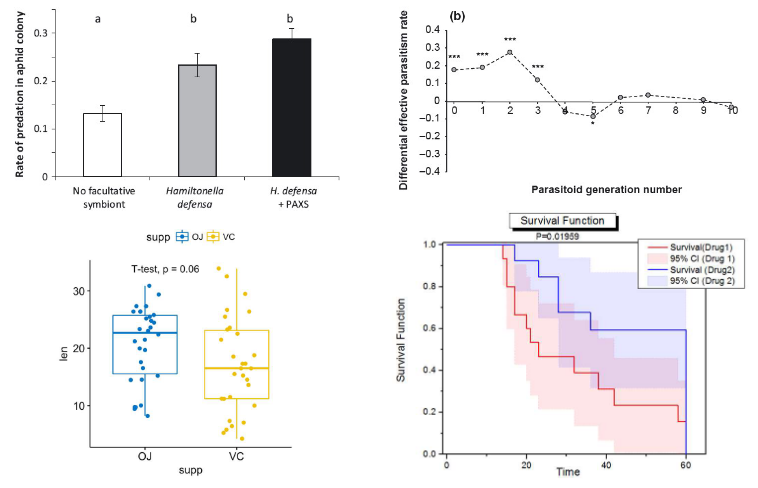 a
b
b
Rate of predation in aphid colony
0.3
0.2
0.1
0
No facultative
symbiont
Hamiltonella
defensa
H. defensa
+ PAXS
(b)
Differential effective parasitism rate
0.4
0.3
0.2
0.1
0
−0.1
−0.2
−0.3
−0.4
***
***
***
***
*
0 1 2 3 4 5 6 7 9 10
Parasitoid generation number
supp OJ VC
T-test, p = 0.06
len
30
20
10
OJ VC
supp
Survival Function
P=0.01959
Survival(Drug1)
95% CI (Drug 1)
Survival (Drug2)
95% CI (Drug 2)
Survival Function
1.0
0.8
0.6
0.4
0.2
0.0
0 20 40 60
Time